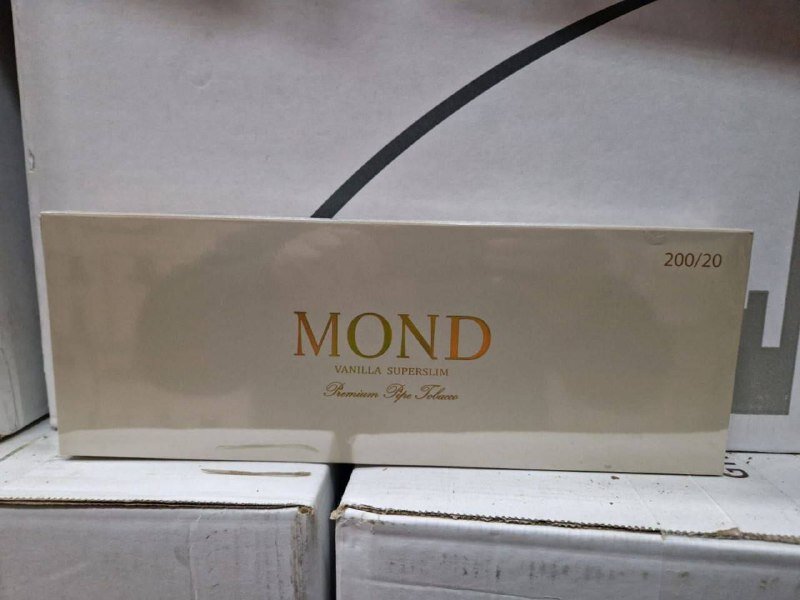 200/20
MOND
VANILLA SUPERSLIM
Premium Pipe Tobacco